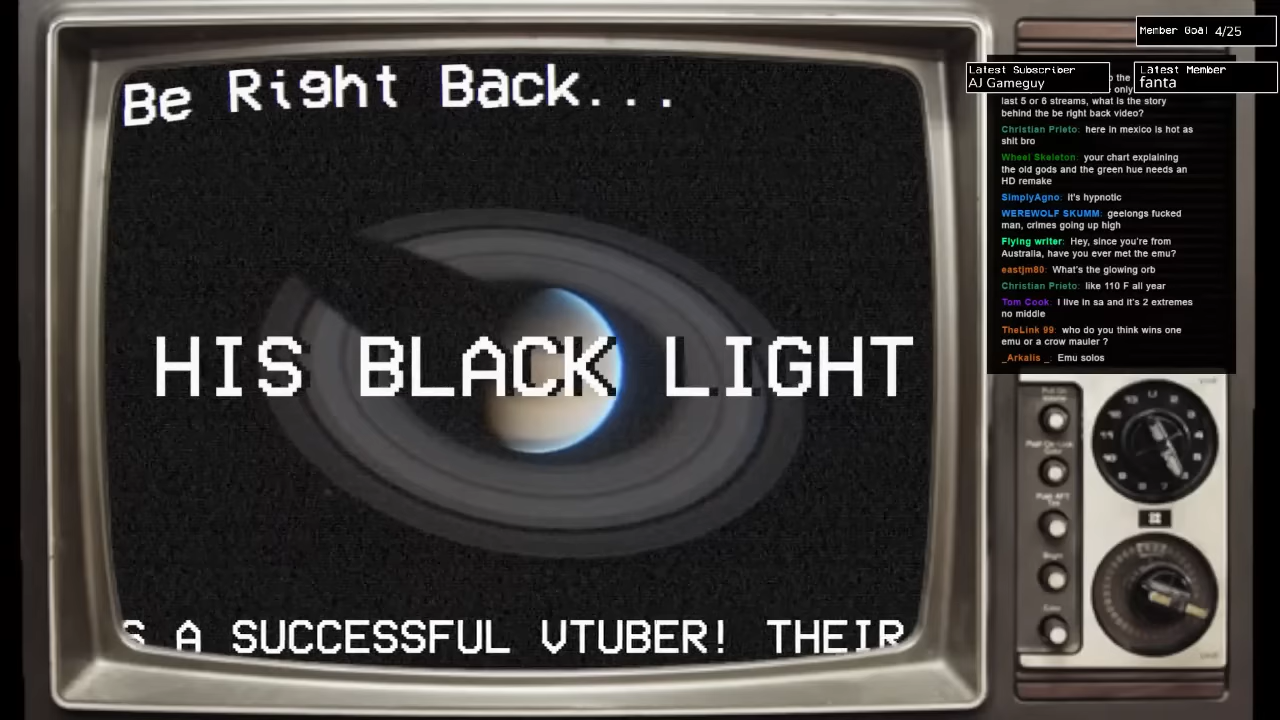 Be Right Back...
HIS BLACK LIGHT
S A SUCCESSFUL VTUBER! THEIR
Member Goal 4/25
Latest Subscriber
AJ Gameguy
Latest Member
fanta
the
only
last 5 or 6 streams, what is the story
behind the be right back video?
Christian Prieto: here in mexico is hot as
shit bro
Wheel Skeleton: your chart explaining
the old gods and the green hue needs an
HD remake
SimplyAgno: it's hypnotic
WEREWOLF SKUMM: geelongs fucked
man, crimes going up high
Flying writer: Hey, since you're from
Australia, have you ever met the emu?
eastjm80: What's the glowing orb
Christian Prieto: like 110 F all year
Tom Cook: I live in sa and it's 2 extremes
no middle
TheLink 99: who do you think wins one
emu or a crow mauler ?
_Arkalis _: Emu solos